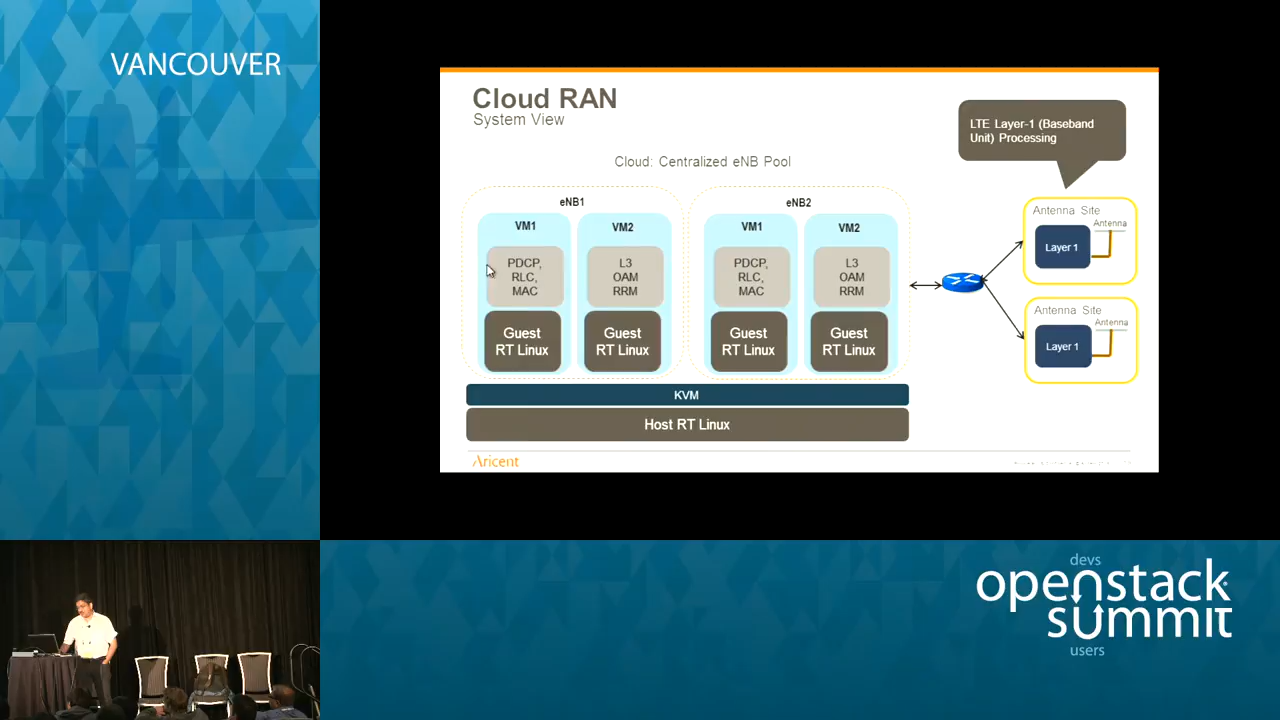 VANCOUVER
Cloud RAN
System View
LTE Layer-1 (Baseband
Unit) Processing
Cloud: Centralized eNB Pool
eNB1
eNB2
VM1
VM2
VM1
VM2
PDCP,
RLC,
MAC
L3
OAM
RRM
PDCP,
RLC,
MAC
L3
OAM
RRM
Guest
RT Linux
Guest
RT Linux
Guest
RT Linux
Guest
RT Linux
KVM
Host RT Linux
Antenna Site
Antenna
Layer 1
Antenna Site
Antenna
Layer 1
Aricent
devs
openstack
summit
users